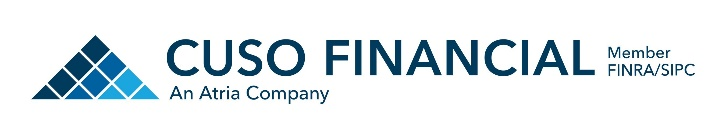 CUSO FINANCIAL
Member
FINRA/SIPC
An Atria Company